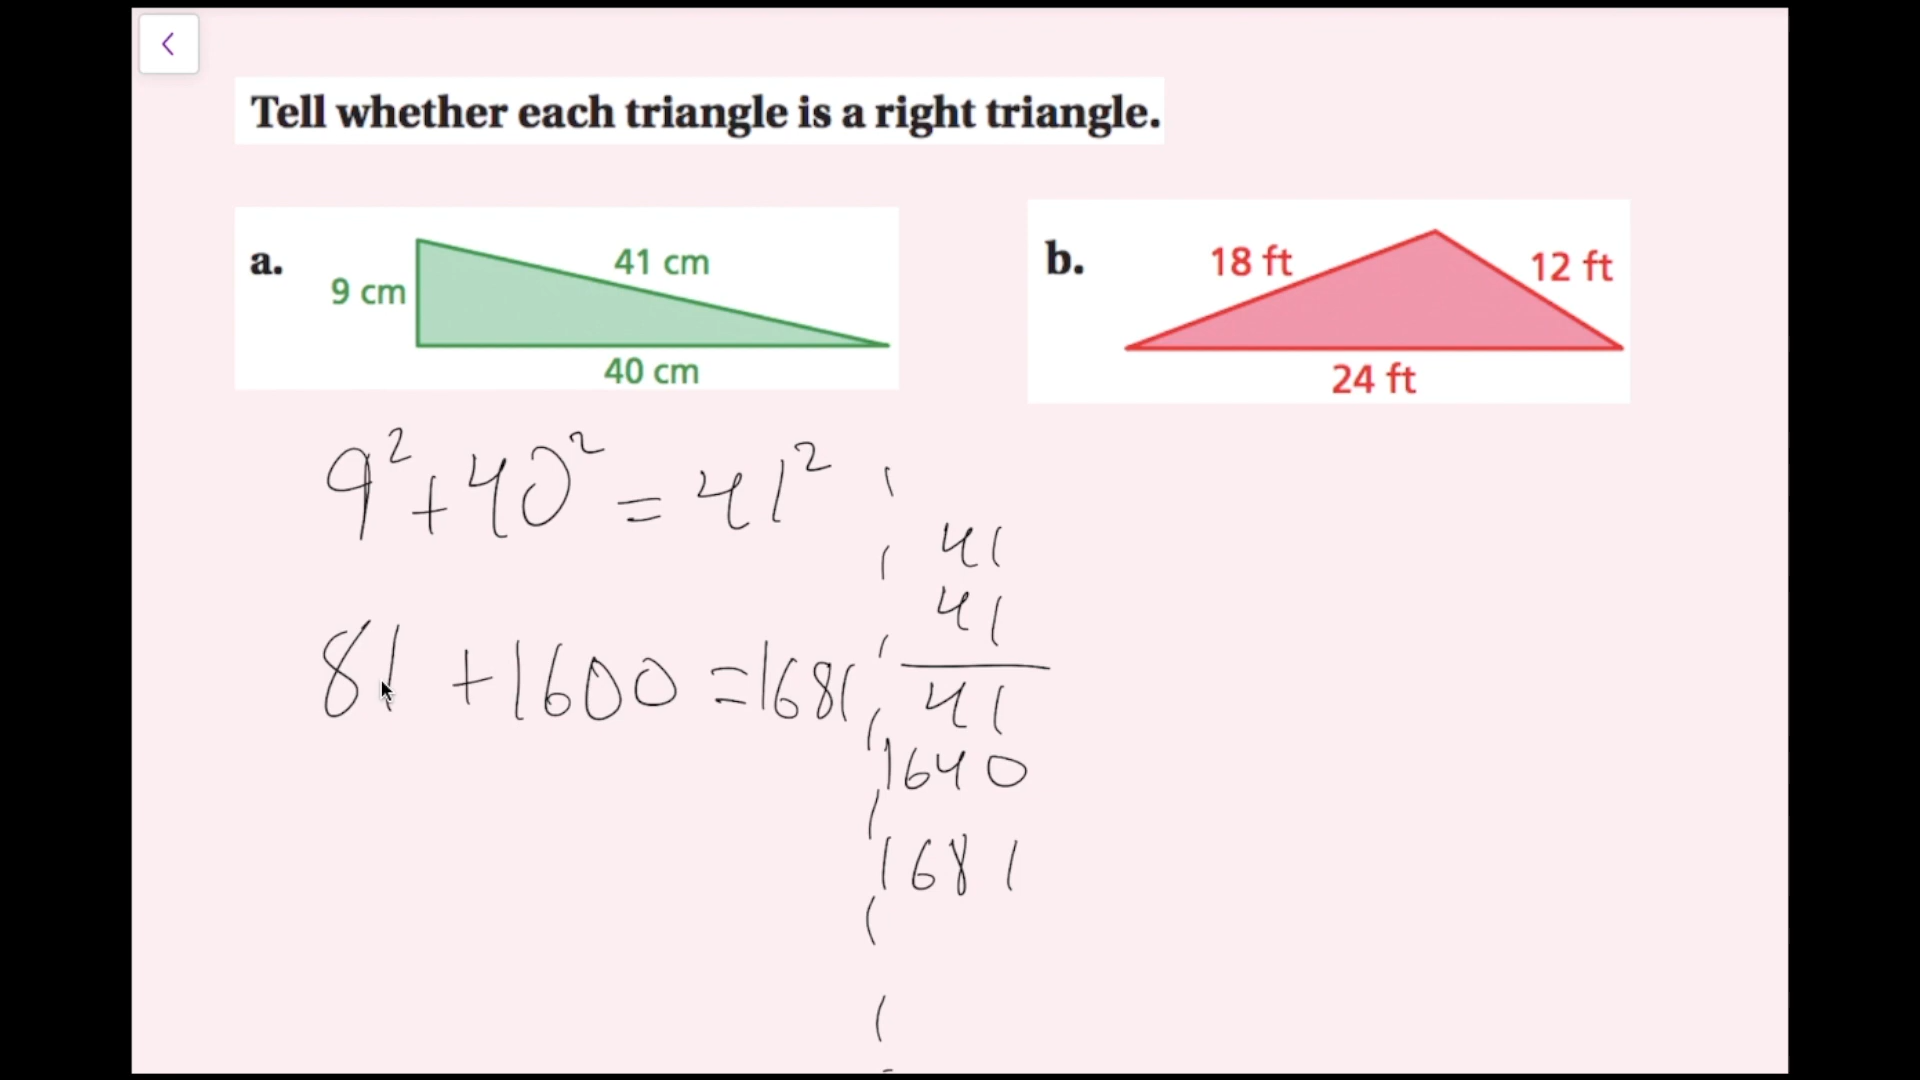 Tell whether each triangle is a right triangle.
a.
41 cm
9 cm
40 cm
b.
18 ft
12 ft
24 ft
9² + 40² = 41²
81 + 1600 = 1681
41
41
41
1640
1681